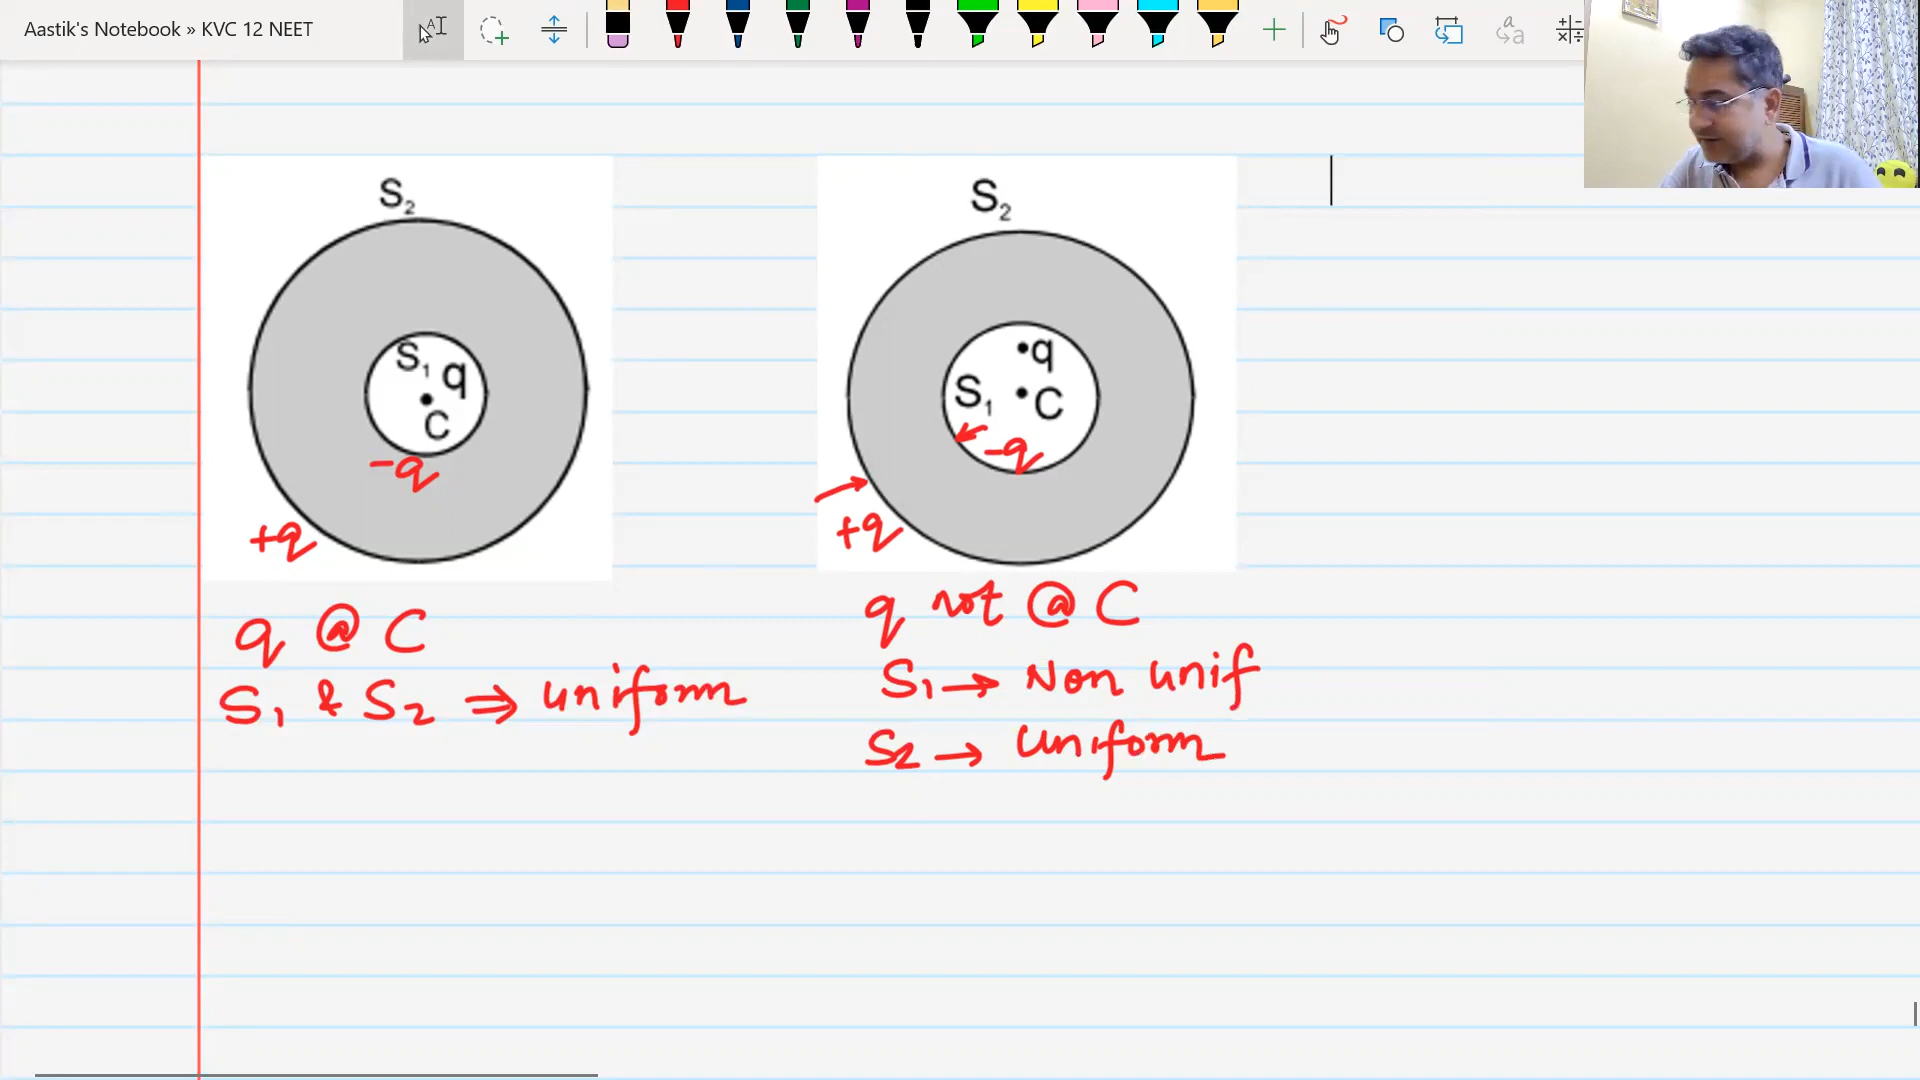 Aastik's Notebook » KVC 12 NEET
S₂
S₁ q
C
-q
+q
q @ C
S₁ & S₂ ⇒ uniform
S₂
q
S₁ C
-q
+q
q not @ C
S₁ → Non unif
S₂ → Uniform